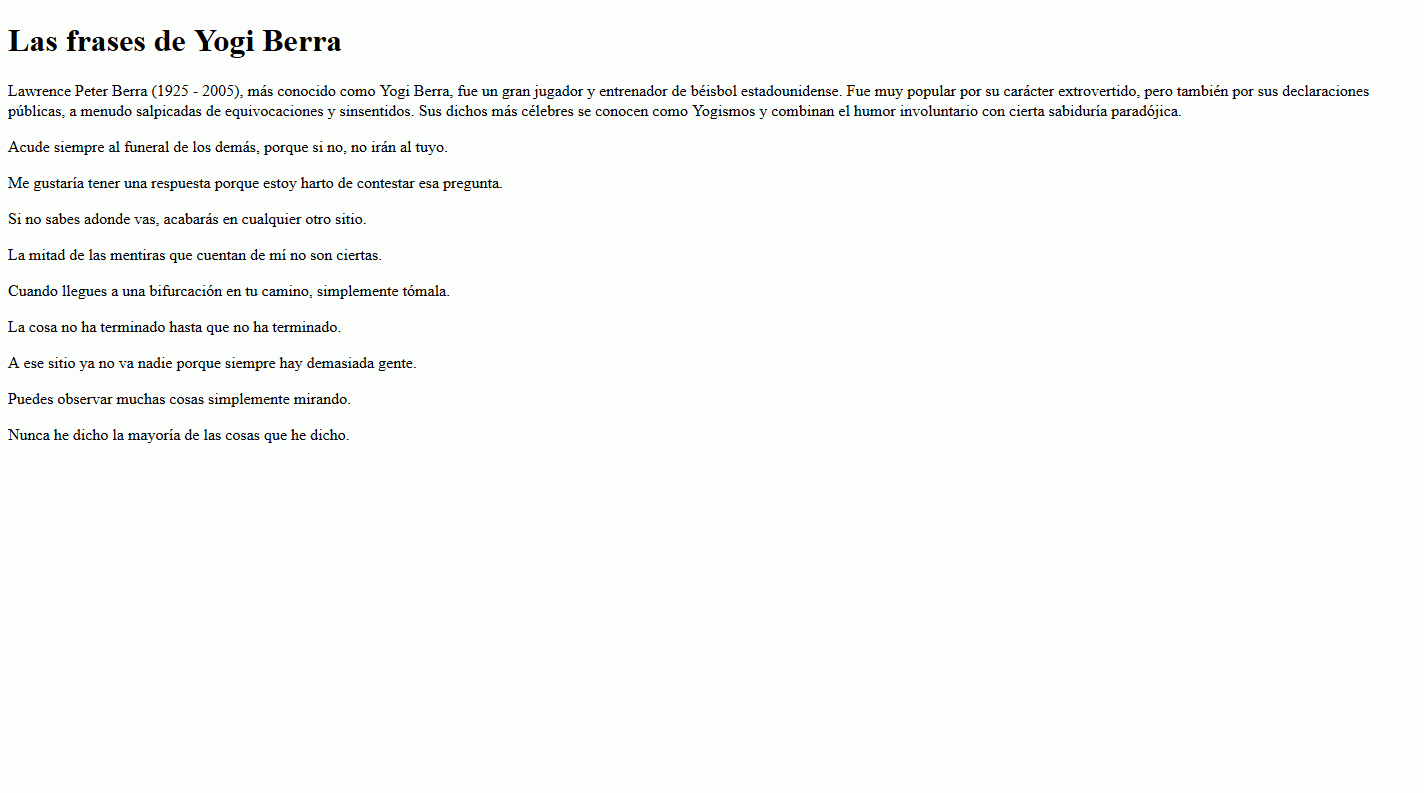 Las frases de Yogi Berra
Lawrence Peter Berra (1925 - 2005), más conocido como Yogi Berra, fue un gran jugador y entrenador de béisbol estadounidense. Fue muy popular por su carácter extrovertido, pero también por sus declaraciones
públicas, a menudo salpicadas de equivocaciones y sinsentidos. Sus dichos más célebres se conocen como Yogismos y combinan el humor involuntario con cierta sabiduría paradójica.
Acude siempre al funeral de los demás, porque si no, no irán al tuyo.
Me gustaría tener una respuesta porque estoy harto de contestar esa pregunta.
Si no sabes adonde vas, acabarás en cualquier otro sitio.
La mitad de las mentiras que cuentan de mí no son ciertas.
Cuando llegues a una bifurcación en tu camino, simplemente tómala.
La cosa no ha terminado hasta que no ha terminado.
A ese sitio ya no va nadie porque siempre hay demasiada gente.
Puedes observar muchas cosas simplemente mirando.
Nunca he dicho la mayoría de las cosas que he dicho.